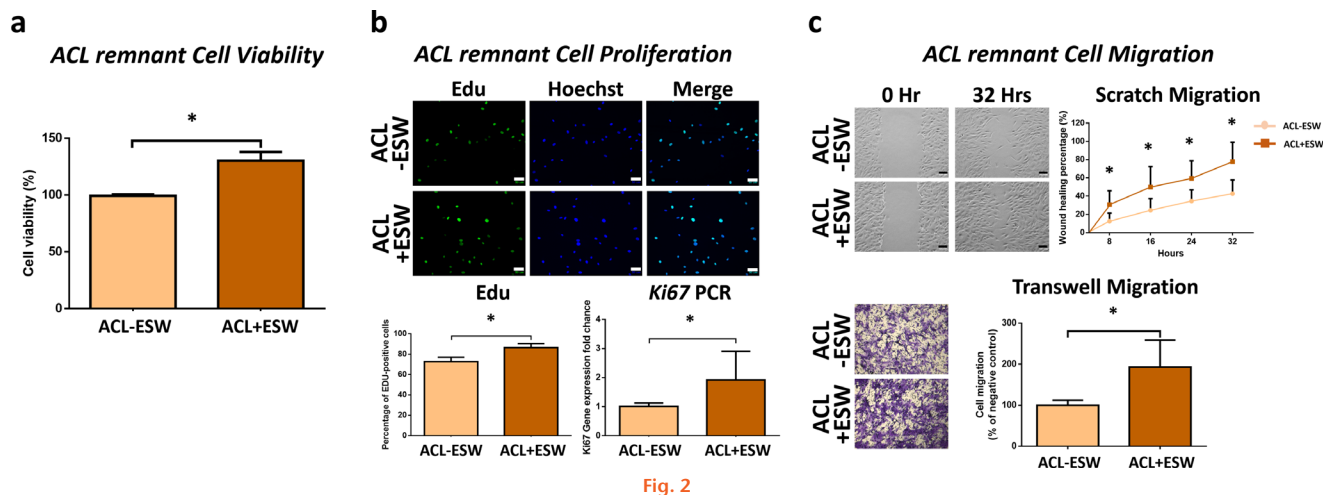 a
ACL remnant Cell Viability
*
150
100
50
0
Cell viability (%)
ACL-ESW
ACL+ESW
b
ACL remnant Cell Proliferation
Edu
Hoechst
Merge
ACL
-ESW
ACL
+ESW
Edu
*
100
80
60
40
20
0
Percentage of EDU-positive cells
ACL-ESW
ACL+ESW
Ki67 PCR
*
4
3
2
1
0
Ki67 Gene expression fold chance
ACL-ESW
ACL+ESW
c
ACL remnant Cell Migration
0 Hr
32 Hrs
ACL
-ESW
ACL
+ESW
Scratch Migration
120
100
80
60
40
20
0
Wound healing percentage (%)
*
*
*
*
ACL-ESW
ACL+ESW
8
16
24
32
Hours
Transwell Migration
ACL
-ESW
ACL
+ESW
*
300
200
100
0
Cell migration
(% of negative control)
ACL-ESW
ACL+ESW
Fig. 2